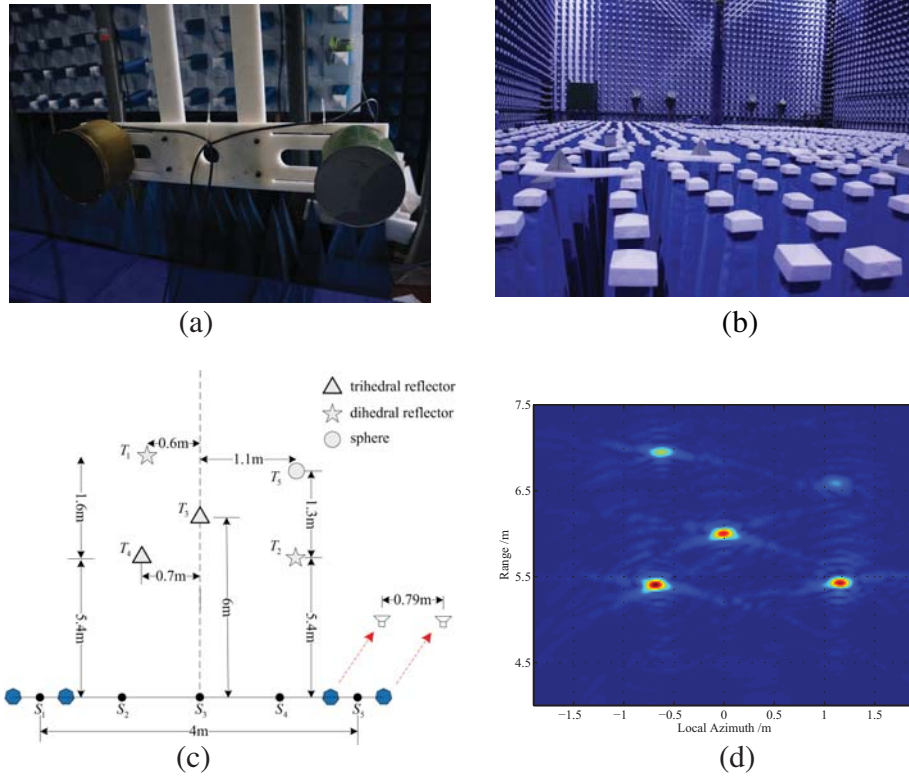 (a)
(b)
trihedral reflector
dihedral reflector
sphere
T1
0.6m
1.1m
T5
1.6m
T3
1.3m
T4
T2
0.7m
6m
0.79m
5.4m
5.4m
S1
S2
S3
S4
S5
4m
(c)
7.5
6.5
5.5
4.5
Range /m
−1.5
−1
−0.5
0
0.5
1
1.5
Local Azimuth /m
(d)